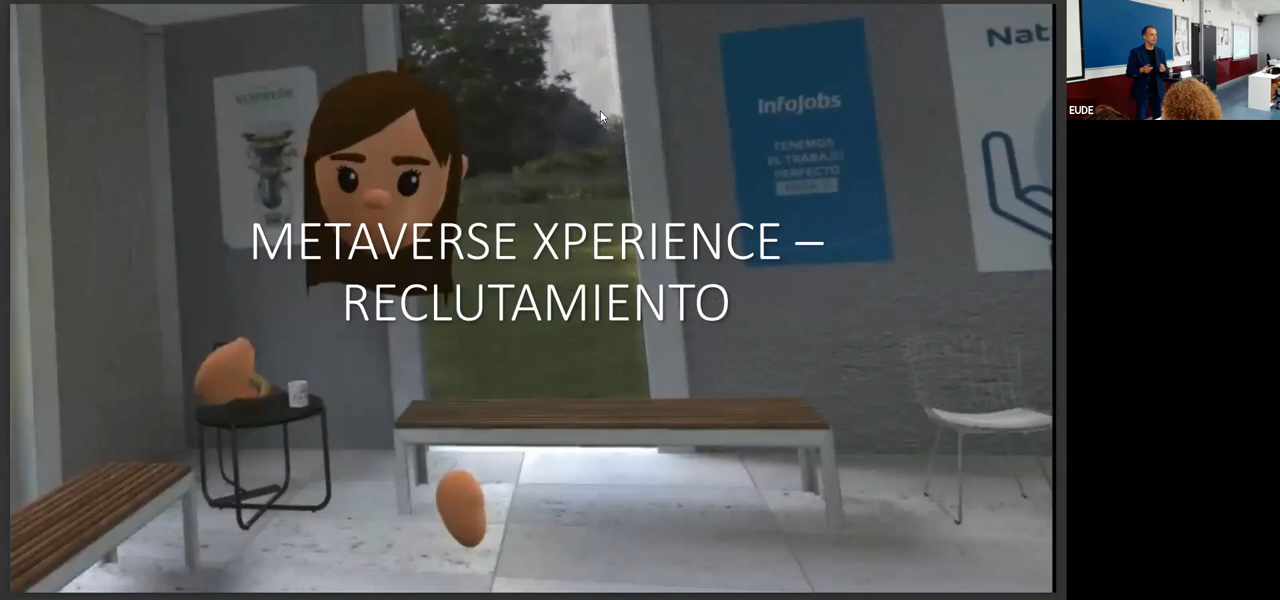 METAVERSE XPERIENCE –
RECLUTAMIENTO
InfoJobs
TENEMOS
EL TRABAJO
PERFECTO
Nat
EUDE